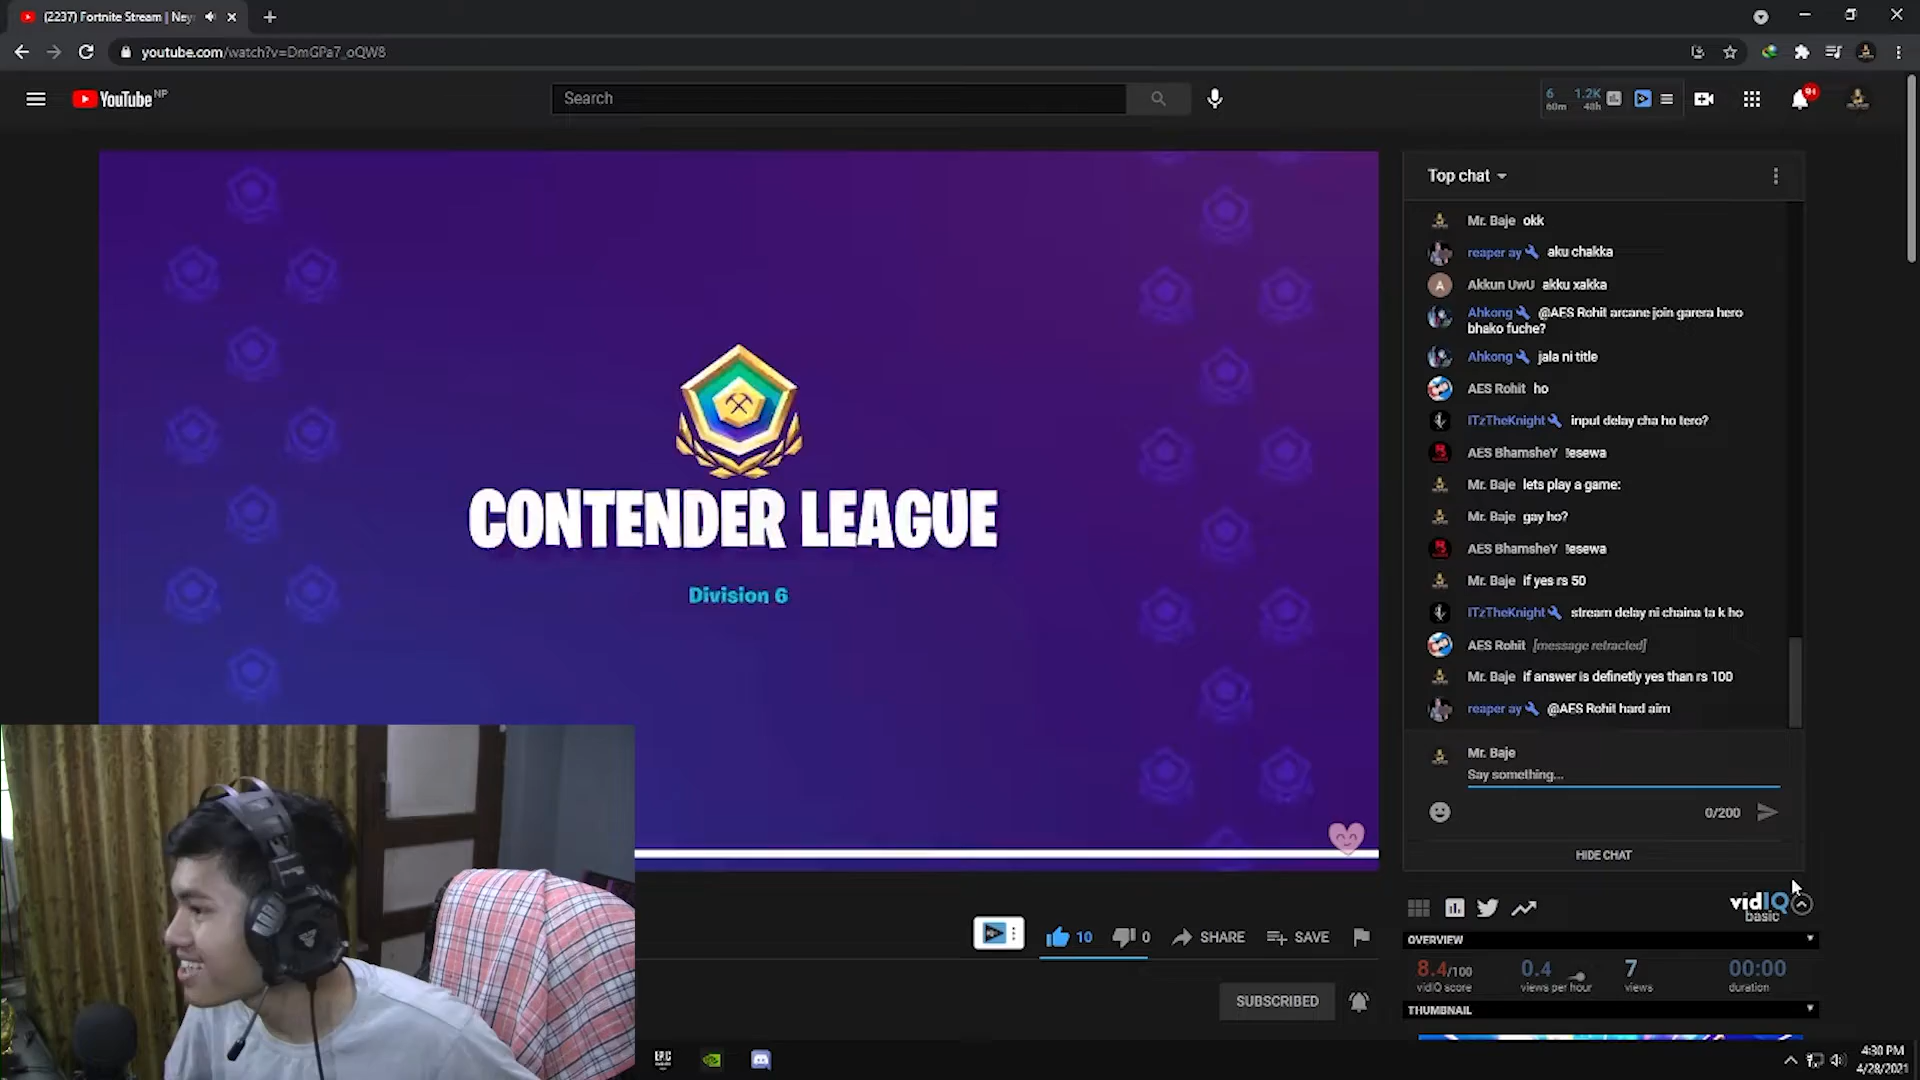 (2237) Fortnite Stream | Ney
youtube.com/watch?v=DmGPa7_oQW8
YouTube NP
Search
6 1.2K
60m 48h
94
Top chat
Mr. Baje okk
reaper ay aku chakka
A Akkun UwU akku xakka
Ahkong @AES Rohit arcane join garera hero
bhako fuche?
Ahkong jala ni title
AES Rohit ho
ITzTheKnight input delay cha ho tero?
AES BhamsheY !esewa
Mr. Baje lets play a game:
Mr. Baje gay ho?
AES BhamsheY !esewa
Mr. Baje if yes rs 50
ITzTheKnight stream delay ni chaina ta k ho
AES Rohit [message retracted]
Mr. Baje if answer is definetly yes than rs 100
reaper ay @AES Rohit hard aim
Mr. Baje
Say something...
0/200
HIDE CHAT
CONTENDER LEAGUE
Division 6
10 0 SHARE SAVE
SUBSCRIBED
vidIQ
basic
OVERVIEW
8.4/100 0.4 7 00:00
vidIQ score views per hour views duration
THUMBNAIL
EPIC
4:30 PM
4/28/2021